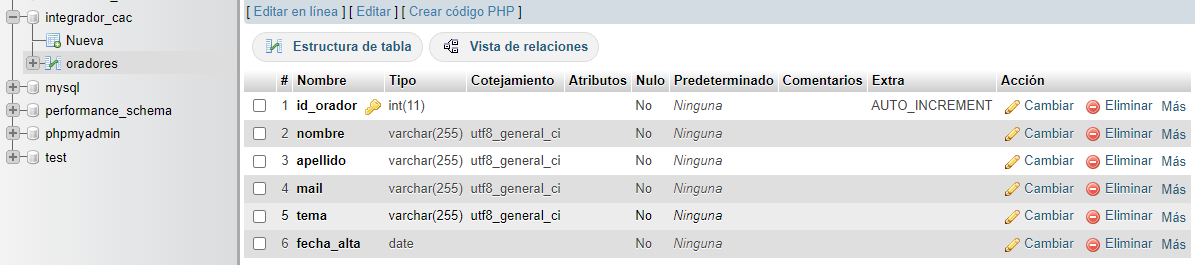 integrador_cac
Nueva
oradores
mysql
performance_schema
phpmyadmin
test
[ Editar en línea ] [ Editar ] [ Crear código PHP ]
Estructura de tabla Vista de relaciones
# Nombre Tipo Cotejamiento Atributos Nulo Predeterminado Comentarios Extra Acción
1 id_orador int(11) No Ninguna AUTO_INCREMENT Cambiar Eliminar Más
2 nombre varchar(255) utf8_general_ci No Ninguna Cambiar Eliminar Más
3 apellido varchar(255) utf8_general_ci No Ninguna Cambiar Eliminar Más
4 mail varchar(255) utf8_general_ci No Ninguna Cambiar Eliminar Más
5 tema varchar(255) utf8_general_ci No Ninguna Cambiar Eliminar Más
6 fecha_alta date No Ninguna Cambiar Eliminar Más